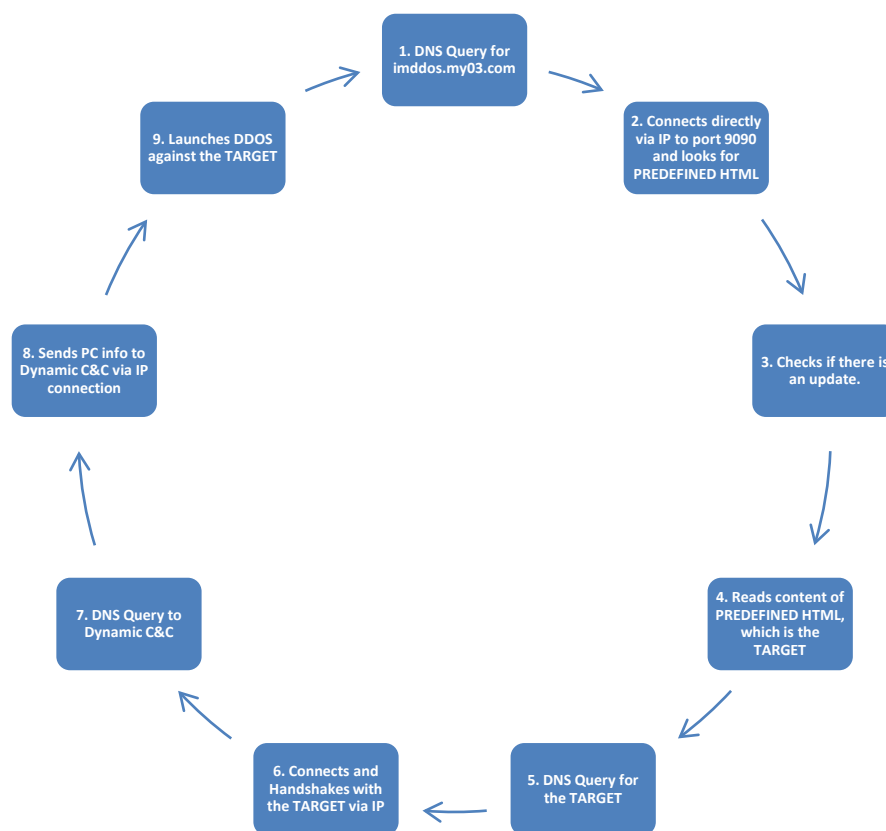 1. DNS Query for
imddos.my03.com
2. Connects directly
via IP to port 9090
and looks for
PREDEFINED HTML
3. Checks if there is
an update.
4. Reads content of
PREDEFINED HTML,
which is the
TARGET
5. DNS Query for
the TARGET
6. Connects and
Handshakes with
the TARGET via IP
7. DNS Query to
Dynamic C&C
8. Sends PC info to
Dynamic C&C via IP
connection
9. Launches DDOS
against the TARGET